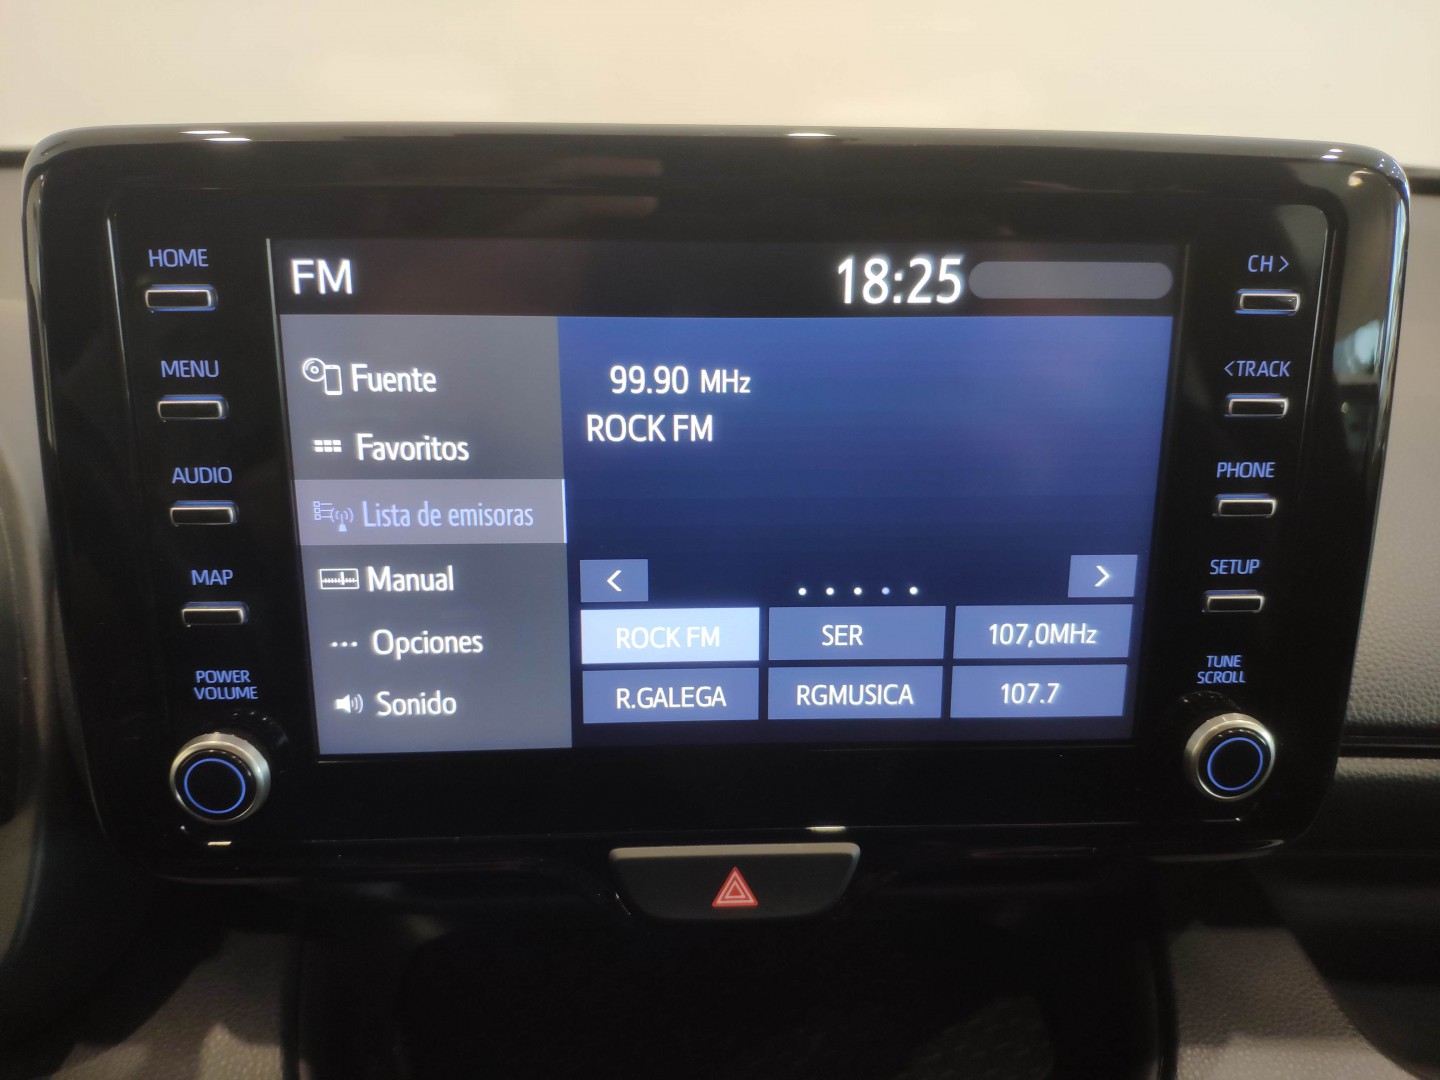 HOME
MENU
AUDIO
MAP
POWER
VOLUME
FM
18:25
Fuente
Favoritos
Lista de emisoras
Manual
Opciones
Sonido
99.90 MHz
ROCK FM
< >
ROCK FM SER 107,0MHz
R.GALEGA RGMUSICA 107.7
CH >
<TRACK
PHONE
SETUP
TUNE
SCROLL